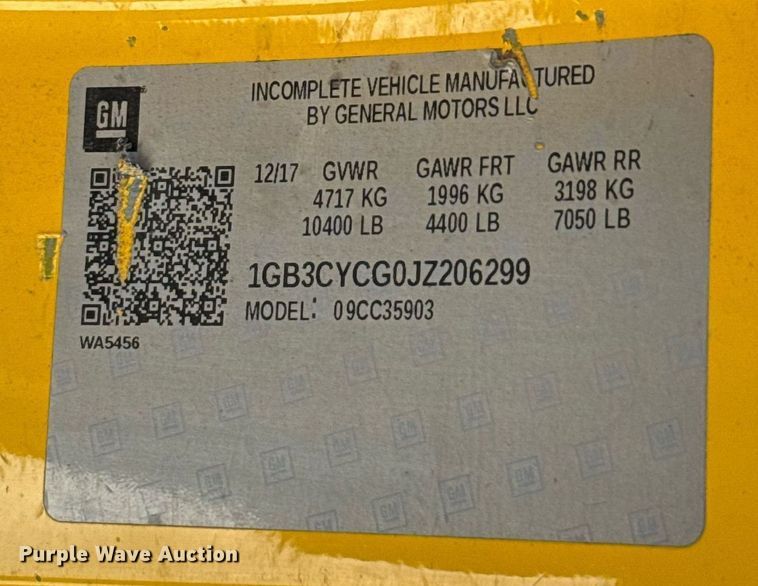 GM
INCOMPLETE VEHICLE MANUFACTURED
BY GENERAL MOTORS LLC
12/17 GVWR GAWR FRT GAWR RR
4717 KG 1996 KG 3198 KG
10400 LB 4400 LB 7050 LB
1GB3CYCG0JZ206299
MODEL: 09CC35903
WA5456
Purple Wave Auction